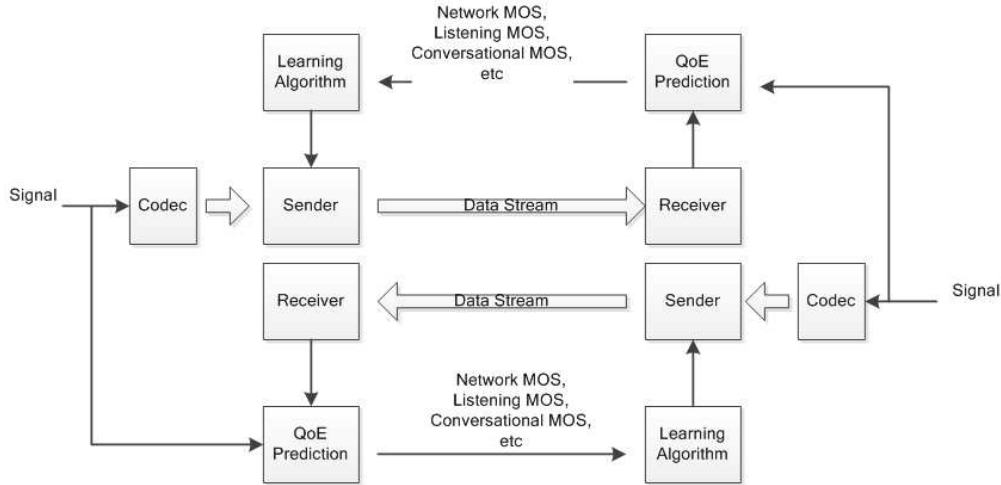 Network MOS,
Listening MOS,
Conversational MOS,
etc
Learning
Algorithm
QoE
Prediction
Signal
Codec
Sender
Data Stream
Receiver
Receiver
Data Stream
Sender
Codec
Signal
Network MOS,
Listening MOS,
Conversational MOS,
etc
QoE
Prediction
Learning
Algorithm